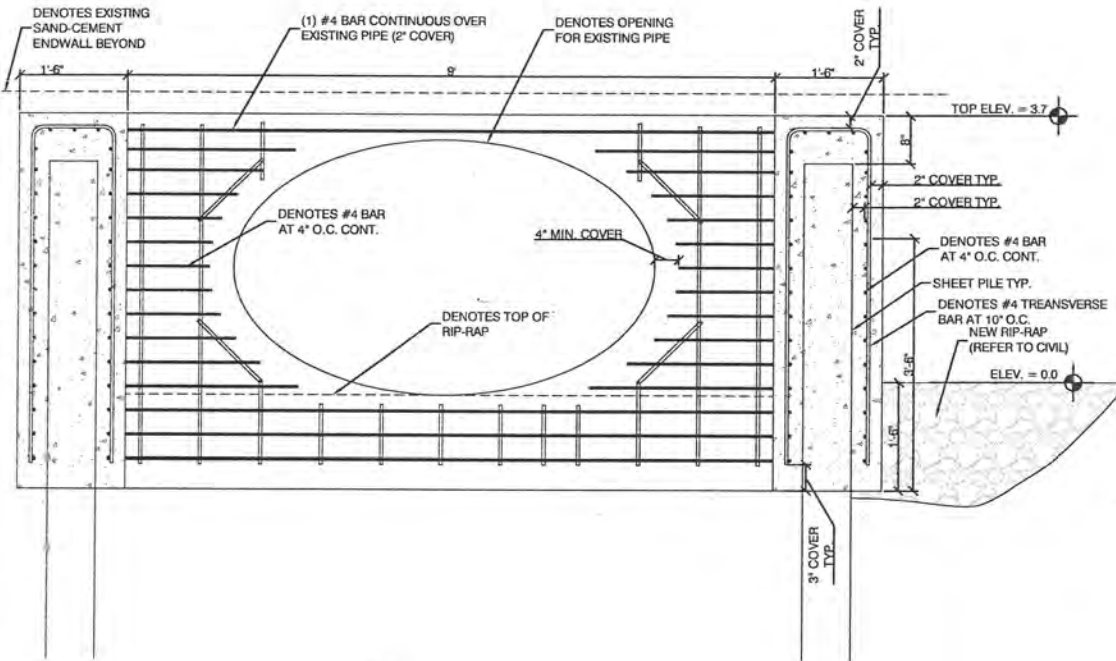 DENOTES EXISTING
SAND-CEMENT
ENDWALL BEYOND
(1) #4 BAR CONTINUOUS OVER
EXISTING PIPE (2" COVER)
DENOTES OPENING
FOR EXISTING PIPE
2" COVER
TYP.
1'-6"
9'
1'-6"
TOP ELEV. = 3.7
8"
2" COVER TYP.
2" COVER TYP.
DENOTES #4 BAR
AT 4" O.C. CONT.
4" MIN. COVER
DENOTES #4 BAR
AT 4" O.C. CONT.
SHEET PILE TYP.
DENOTES #4 TREANSVERSE
BAR AT 10" O.C.
NEW RIP-RAP
(REFER TO CIVIL)
DENOTES TOP OF
RIP-RAP
3'-6"
ELEV. = 0.0
1'-6"
3" COVER
TYP.